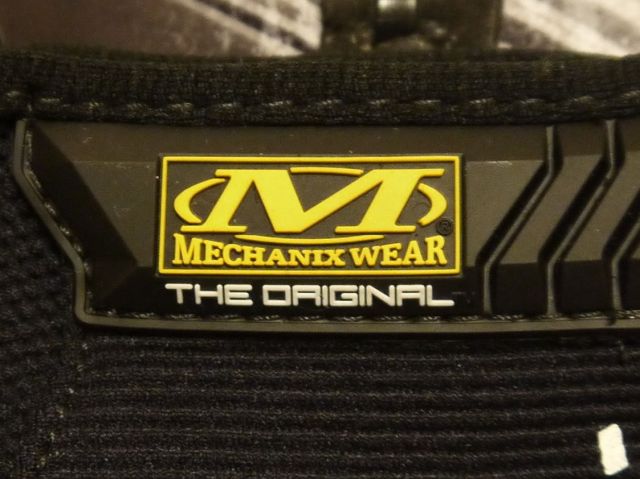 M
MECHANIX WEAR
®
THE ORIGINAL